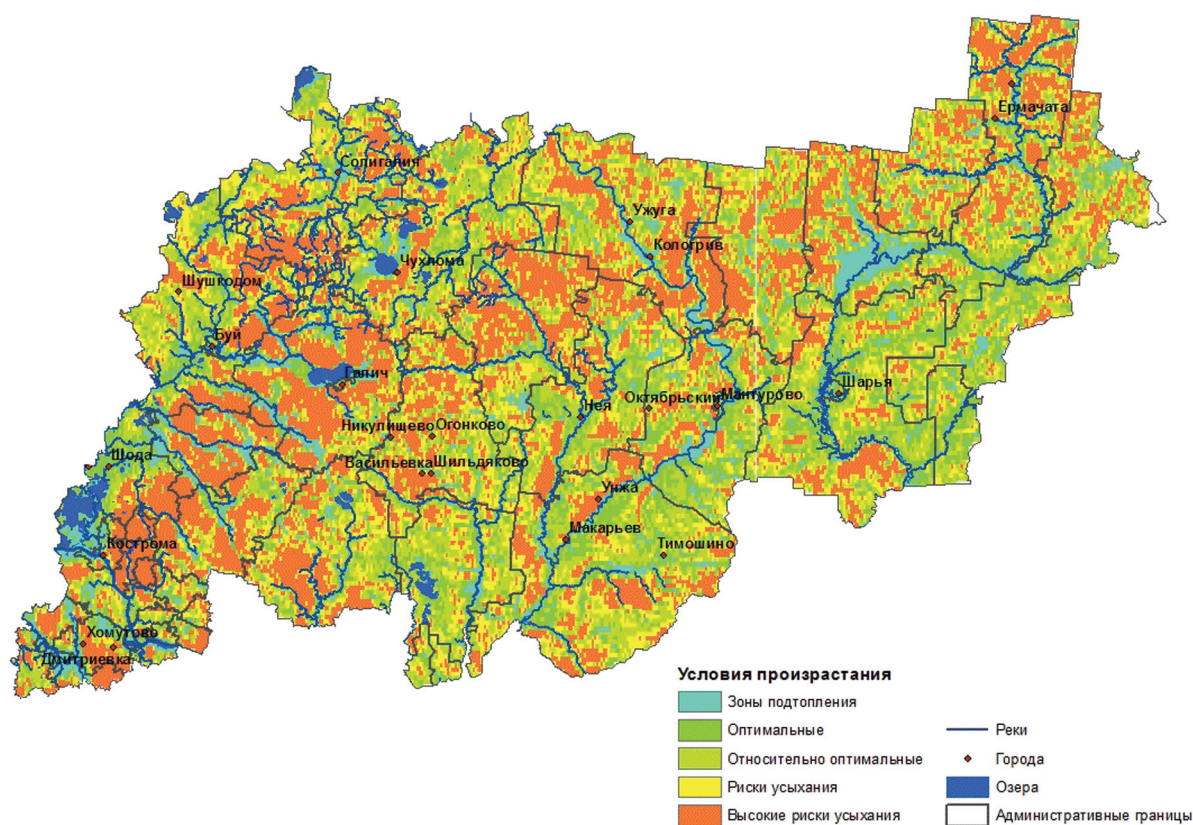 Ермачата
Солигалич
Ужуга
Кологрив
Чухлома
Шушкодом
Буй
Галич
Шарья
Октябрьский
Мантурово
Нея
Никулищево
Огоньково
Васильевка
Шильдяково
Шода
Унжа
Макарьев
Тимошино
Кострома
Хомутово
Дмитриевка
Условия произрастания
Зоны подтопления
Оптимальные
Относительно оптимальные
Риски усыхания
Высокие риски усыхания
Реки
Города
Озера
Административные границы